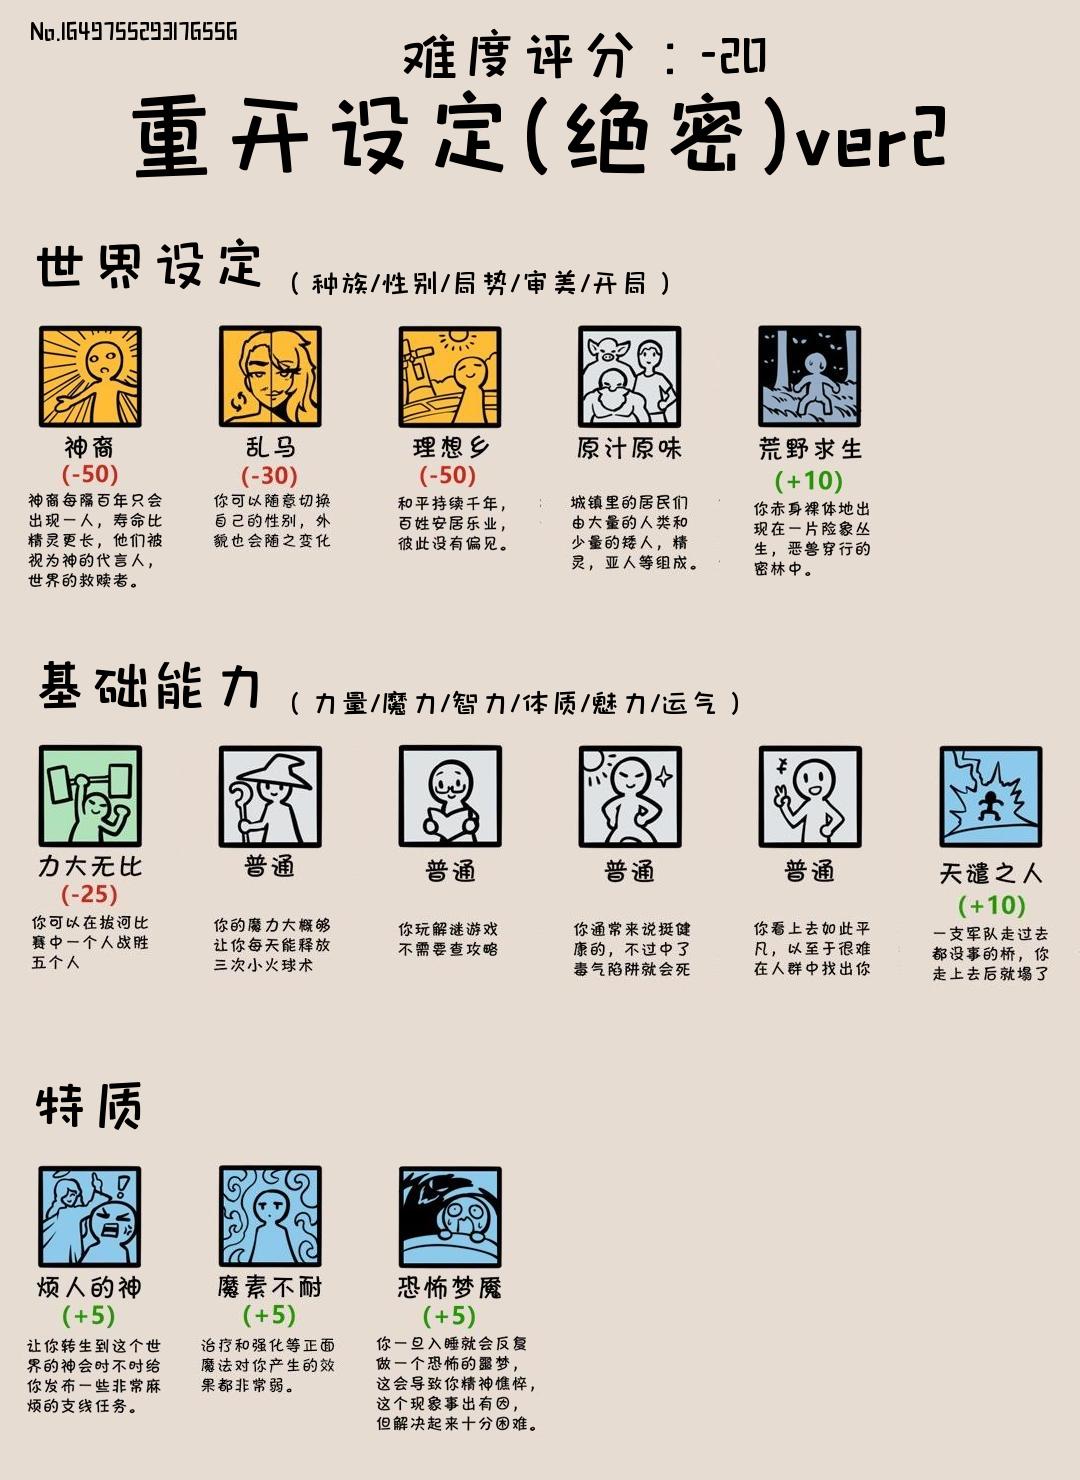 No.1649755293176556
难度评分：-20
重开设定(绝密)ver2
世界设定（种族/性别/局势/审美/开局）
神裔
(-50)
神裔每隔百年只会
出现一人，寿命比
精灵更长，他们被
视为神的代言人，
世界的救赎者。
乱马
(-30)
你可以随意切换
自己的性别，外
貌也会随之变化
理想乡
(-50)
和平持续千年，
百姓安居乐业，
彼此没有偏见。
原汁原味
城镇里的居民们
由大量的人类和
少量的矮人，精
灵，亚人等组成。
荒野求生
(+10)
你赤身裸体地出
现在一片险象丛
生，恶兽穿行的
密林中。
基础能力（力量/魔力/智力/体质/魅力/运气）
力大无比
(-25)
你可以在拔河比
赛中一个人战胜
五个人
普通
你的魔力大概够
让你每天能释放
三次小火球术
普通
你玩解谜游戏
不需要查攻略
普通
你通常来说挺健
康的，不过中了
毒气陷阱就会死
普通
你看上去如此平
凡，以至于很难
在人群中找出你
天谴之人
(+10)
一支军队走过去
都没事的桥，你
走上去后就塌了
特质
烦人的神
(+5)
让你转生到这个世
界的神会时不时给
你发布一些非常麻
烦的支线任务。
魔素不耐
(+5)
治疗和强化等正面
魔法对你产生的效
果都非常弱。
恐怖梦魇
(+5)
你一旦入睡就会反复
做一个恐怖的噩梦，
这会导致你精神憔悴，
这个现象事出有因，
但解决起来十分困难。